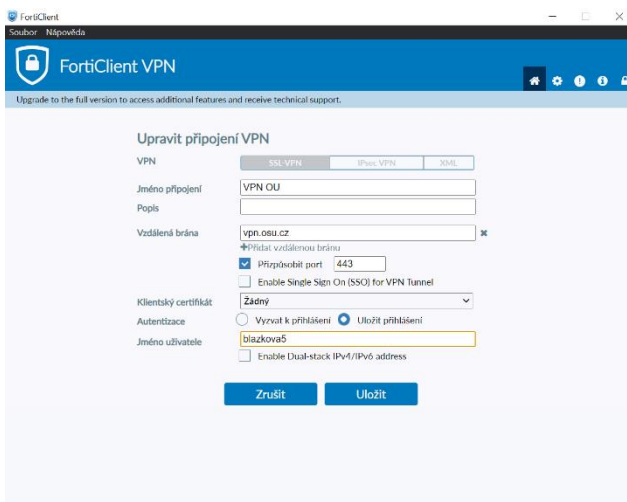 FortiClient
Soubor Nápověda
FortiClient VPN
Upgrade to the full version to access additional features and receive technical support.
Upravit připojení VPN
VPN SSL-VPN IPsec VPN XML
Jméno připojení VPN OU
Popis
Vzdálená brána vpn.osu.cz
+Přidat vzdálenou bránu
Přizpůsobit port 443
Enable Single Sign On (SSO) for VPN Tunnel
Klientský certifikát Žádný
Autentizace Vyzvat k přihlášení Uložit přihlášení
Jméno uživatele blazkova5
Enable Dual-stack IPv4/IPv6 address
Zrušit Uložit